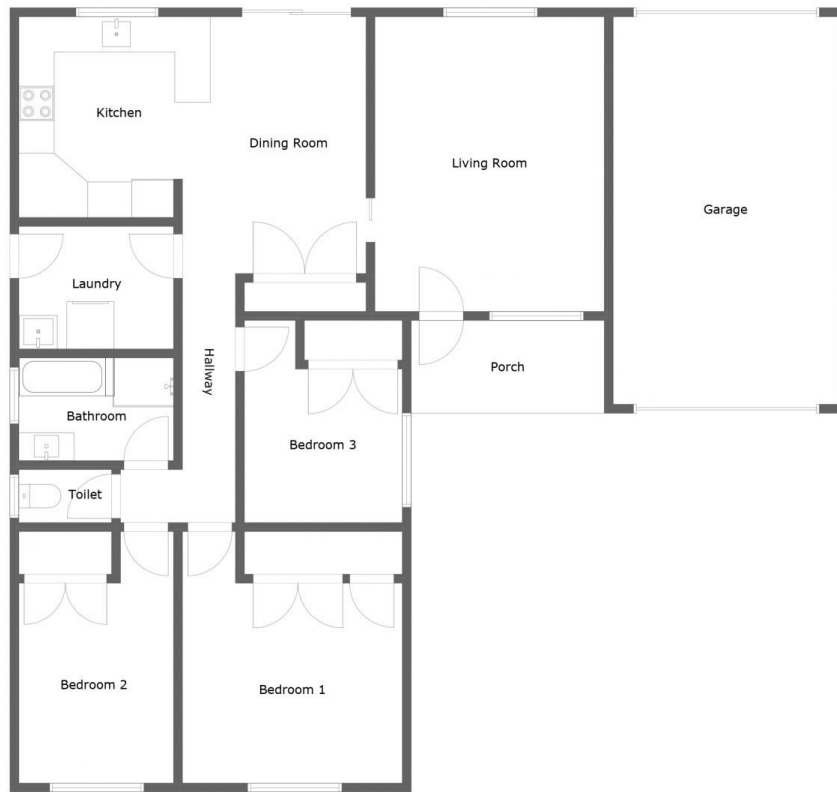 Kitchen
Dining Room
Living Room
Garage
Laundry
Hallway
Porch
Bathroom
Bedroom 3
Toilet
Bedroom 2
Bedroom 1